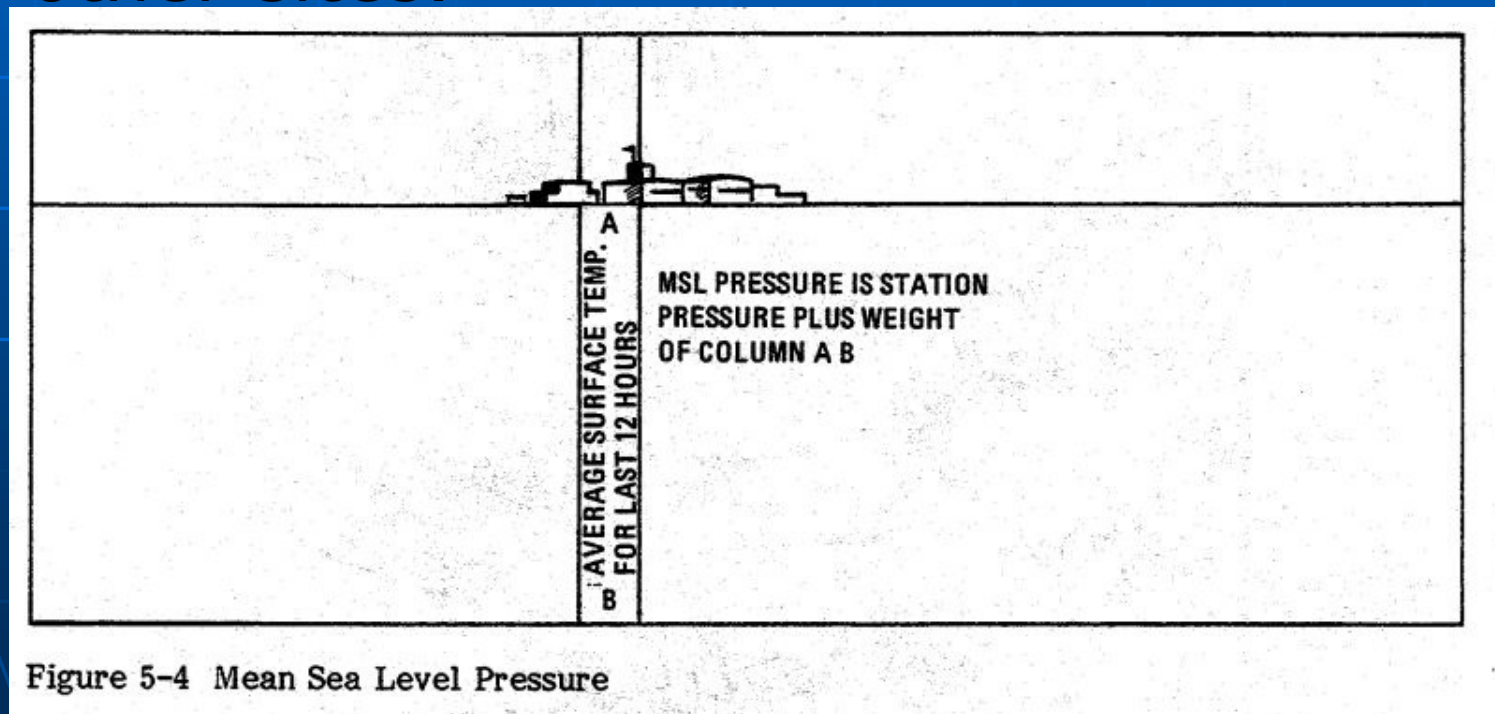 A
AVERAGE SURFACE TEMP.
FOR LAST 12 HOURS
B
MSL PRESSURE IS STATION
PRESSURE PLUS WEIGHT
OF COLUMN A B
Figure 5-4 Mean Sea Level Pressure